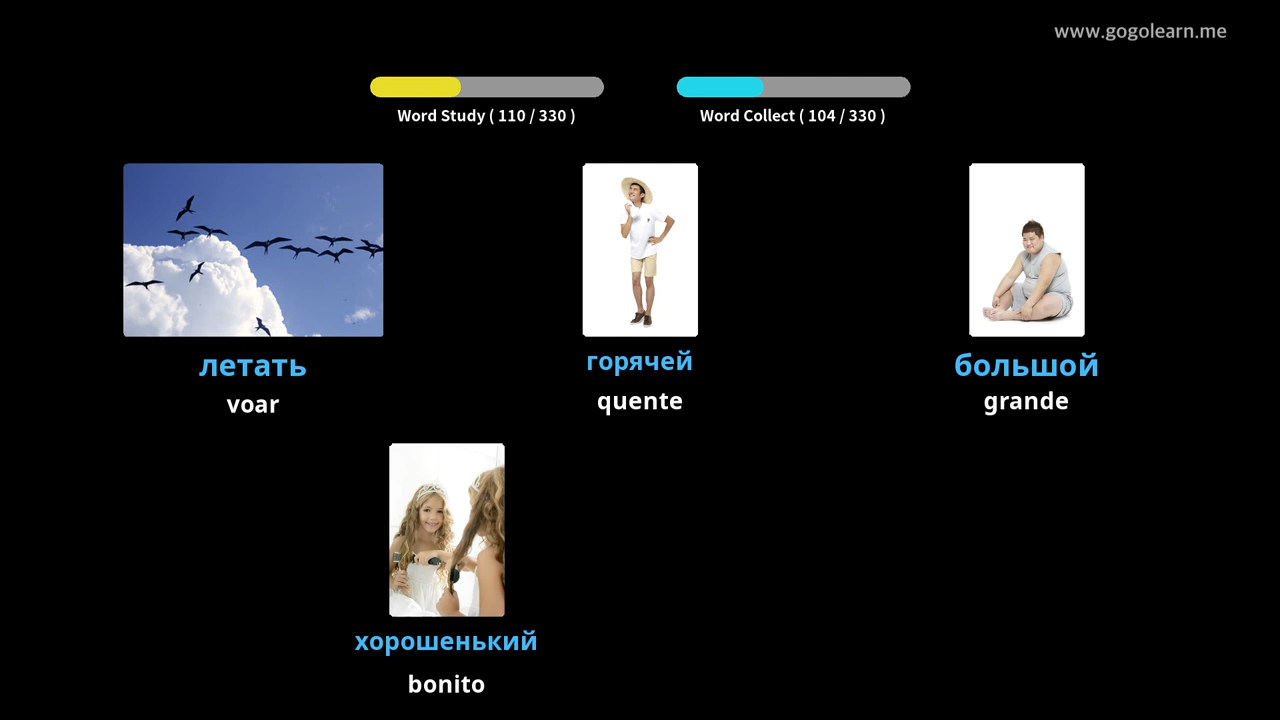 www.gogolearn.me
Word Study ( 110 / 330 )
Word Collect ( 104 / 330 )
летать
voar
горячей
quente
большой
grande
хорошенький
bonito